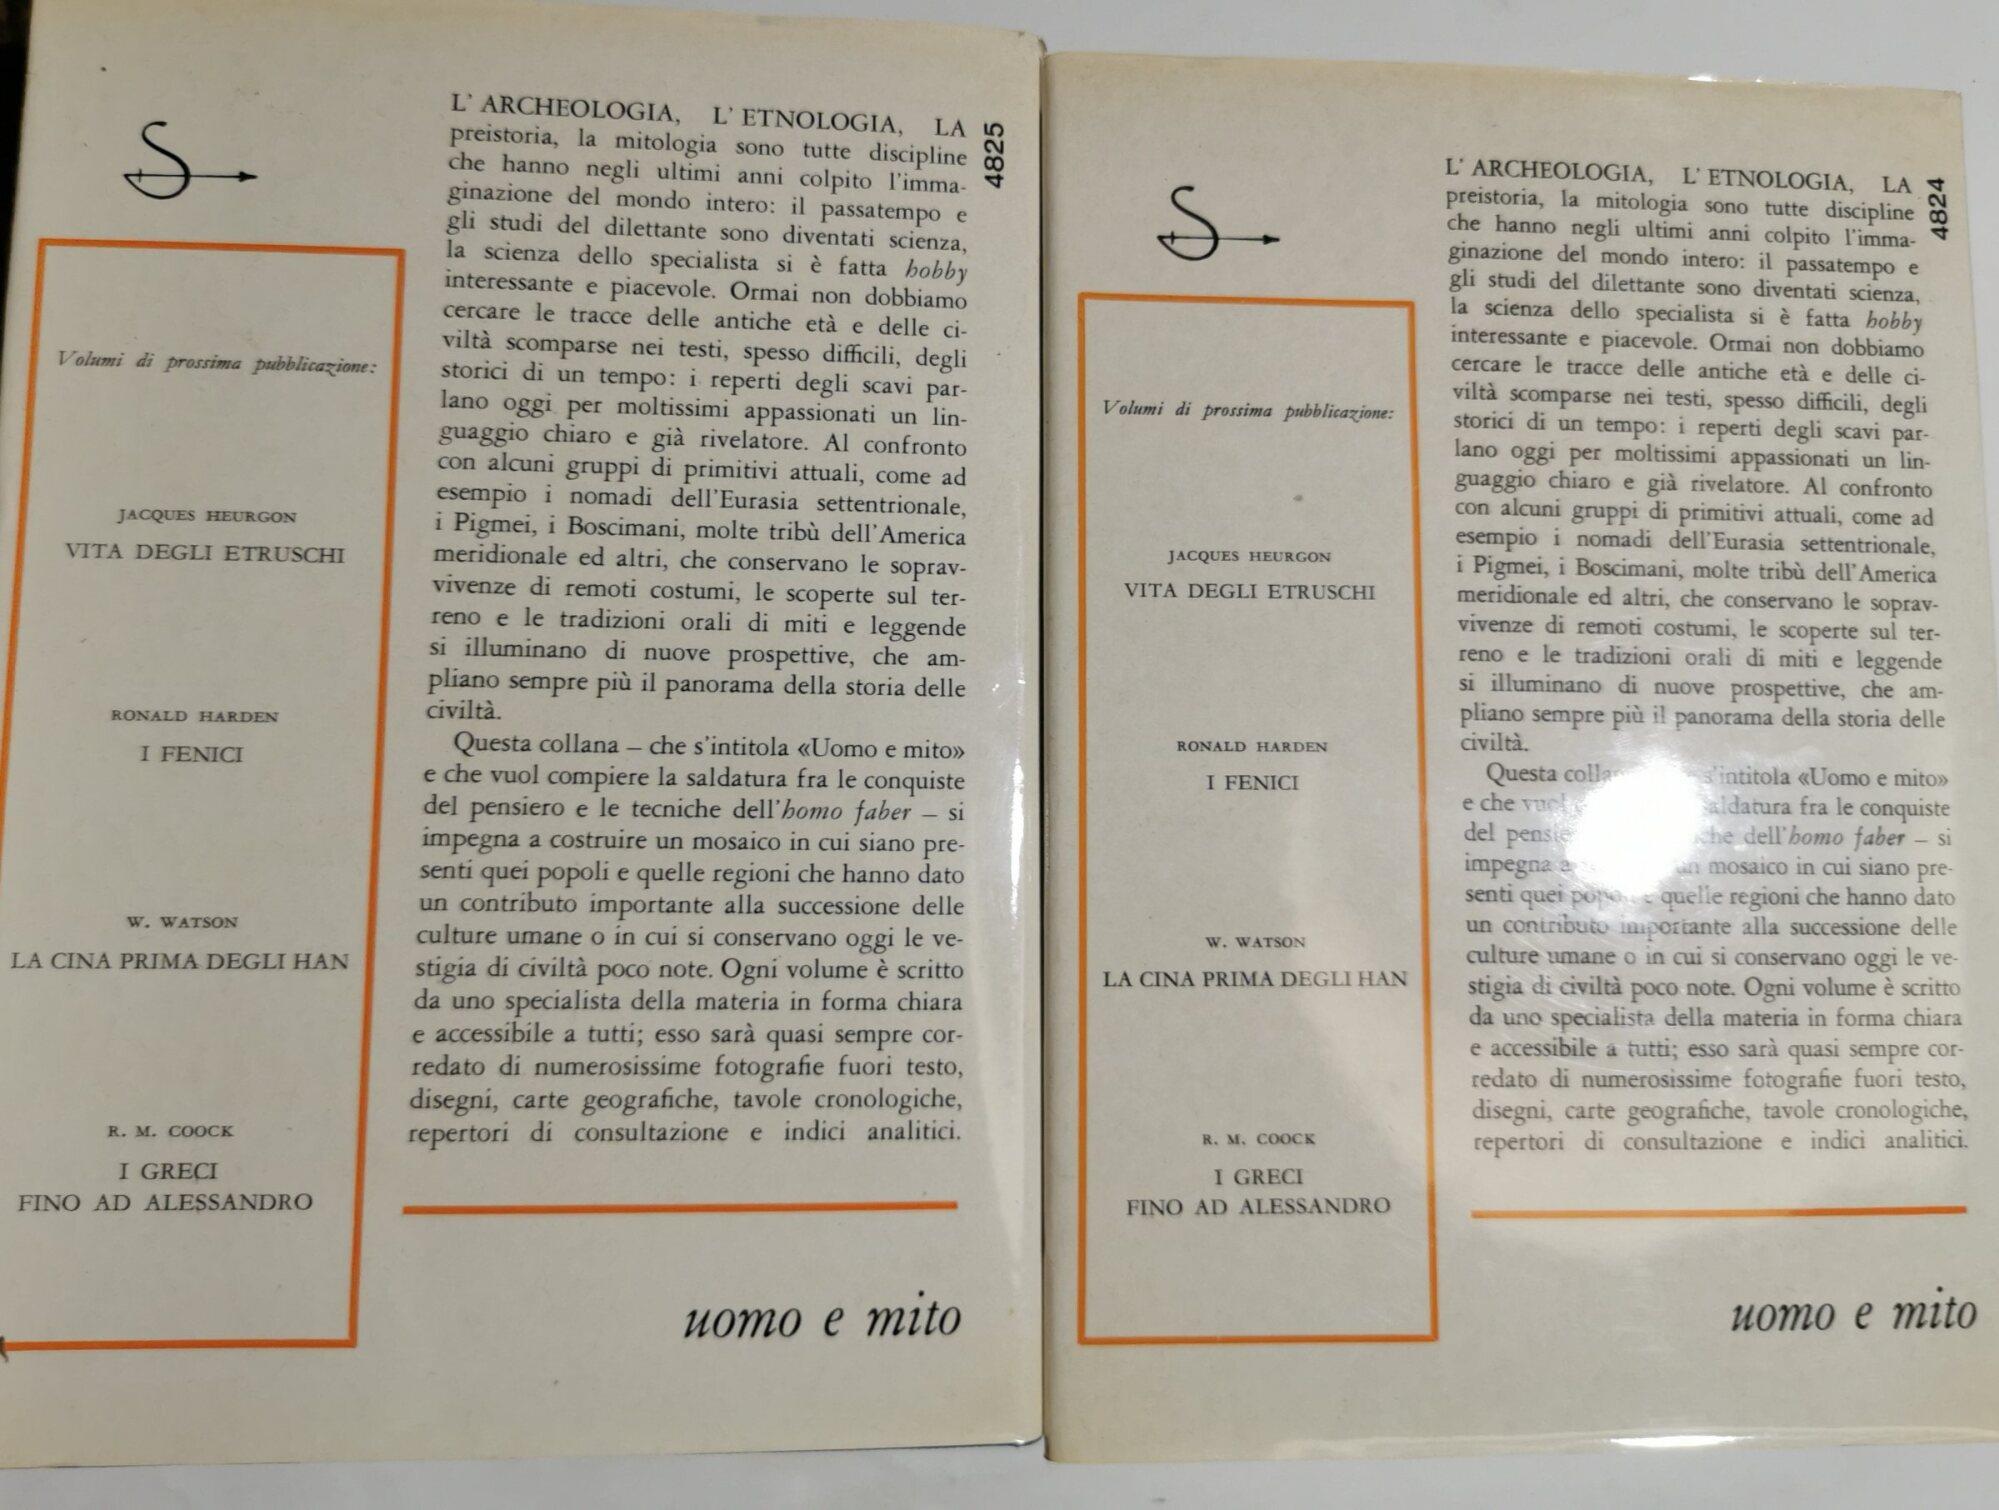 Volumi di prossima pubblicazione:
JACQUES HEURGON
VITA DEGLI ETRUSCHI
RONALD HARDEN
I FENICI
W. WATSON
LA CINA PRIMA DEGLI HAN
R. M. COOCK
I GRECI
FINO AD ALESSANDRO
L'ARCHEOLOGIA, L'ETNOLOGIA, LA
preistoria, la mitologia sono tutte discipline
che hanno negli ultimi anni colpito l'imma-
ginazione del mondo intero: il passatempo e
gli studi del dilettante sono diventati scienza,
la scienza dello specialista si è fatta hobby
interessante e piacevole. Ormai non dobbiamo
cercare le tracce delle antiche età e delle ci-
viltà scomparse nei testi, spesso difficili, degli
storici di un tempo: i reperti degli scavi par-
lano oggi per moltissimi appassionati un lin-
guaggio chiaro e già rivelatore. Al confronto
con alcuni gruppi di primitivi attuali, come ad
esempio i nomadi dell'Eurasia settentrionale,
i Pigmei, i Boscimani, molte tribù dell'America
meridionale ed altri, che conservano le soprav-
vivenze di remoti costumi, le scoperte sul ter-
reno e le tradizioni orali di miti e leggende
si illuminano di nuove prospettive, che am-
pliano sempre più il panorama della storia delle
civiltà.
Questa collana – che s'intitola «Uomo e mito»
e che vuol compiere la saldatura fra le conquiste
del pensiero e le tecniche dell'homo faber – si
impegna a costruire un mosaico in cui siano pre-
senti quei popoli e quelle regioni che hanno dato
un contributo importante alla successione delle
culture umane o in cui si conservano oggi le ve-
stigia di civiltà poco note. Ogni volume è scritto
da uno specialista della materia in forma chiara
e accessibile a tutti; esso sarà quasi sempre cor-
redato di numerosissime fotografie fuori testo,
disegni, carte geografiche, tavole cronologiche,
repertori di consultazione e indici analitici.
4825
uomo e mito
Volumi di prossima pubblicazione:
JACQUES HEURGON
VITA DEGLI ETRUSCHI
RONALD HARDEN
I FENICI
W. WATSON
LA CINA PRIMA DEGLI HAN
R. M. COOCK
I GRECI
FINO AD ALESSANDRO
L'ARCHEOLOGIA, L'ETNOLOGIA, LA
preistoria, la mitologia sono tutte discipline
che hanno negli ultimi anni colpito l'imma-
ginazione del mondo intero: il passatempo e
gli studi del dilettante sono diventati scienza,
la scienza dello specialista si è fatta hobby
interessante e piacevole. Ormai non dobbiamo
cercare le tracce delle antiche età e delle ci-
viltà scomparse nei testi, spesso difficili, degli
storici di un tempo: i reperti degli scavi par-
lano oggi per moltissimi appassionati un lin-
guaggio chiaro e già rivelatore. Al confronto
con alcuni gruppi di primitivi attuali, come ad
esempio i nomadi dell'Eurasia settentrionale,
i Pigmei, i Boscimani, molte tribù dell'America
meridionale ed altri, che conservano le soprav-
vivenze di remoti costumi, le scoperte sul ter-
reno e le tradizioni orali di miti e leggende
si illuminano di nuove prospettive, che am-
pliano sempre più il panorama della storia delle
civiltà.
Questa s'intitola «Uomo e mito»
e che saldatura fra le conquiste
del dell'homo faber – si
impegna a mosaico in cui siano pre-
senti quei quelle regioni che hanno dato
un contributo importante alla successione delle
culture umane o in cui si conservano oggi le ve-
stigia di civiltà poco note. Ogni volume è scritto
da uno specialista della materia in forma chiara
e accessibile a tutti; esso sarà quasi sempre cor-
redato di numerosissime fotografie fuori testo,
disegni, carte geografiche, tavole cronologiche,
repertori di consultazione e indici analitici.
4824
uomo e mito